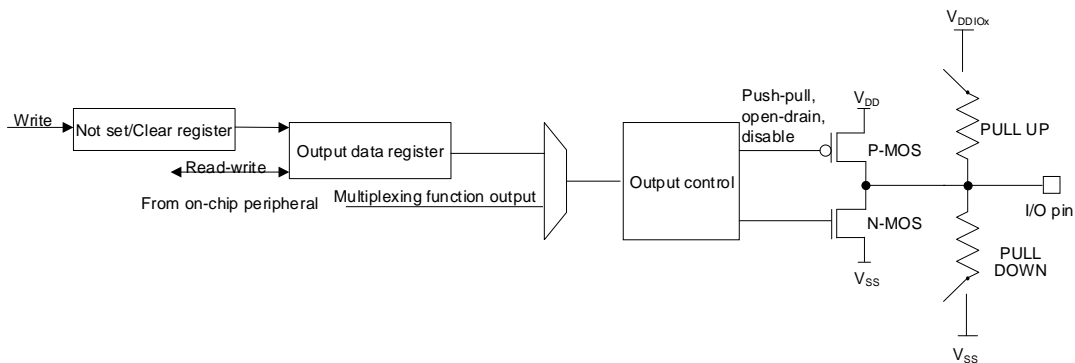 V_DDIOx
Push-pull,
open-drain,
disable
V_DD
Write
Not set/Clear register
Output data register
Read-write
Output control
P-MOS
PULL UP
From on-chip peripheral
Multiplexing function output
I/O pin
N-MOS
PULL
DOWN
V_SS
V_SS